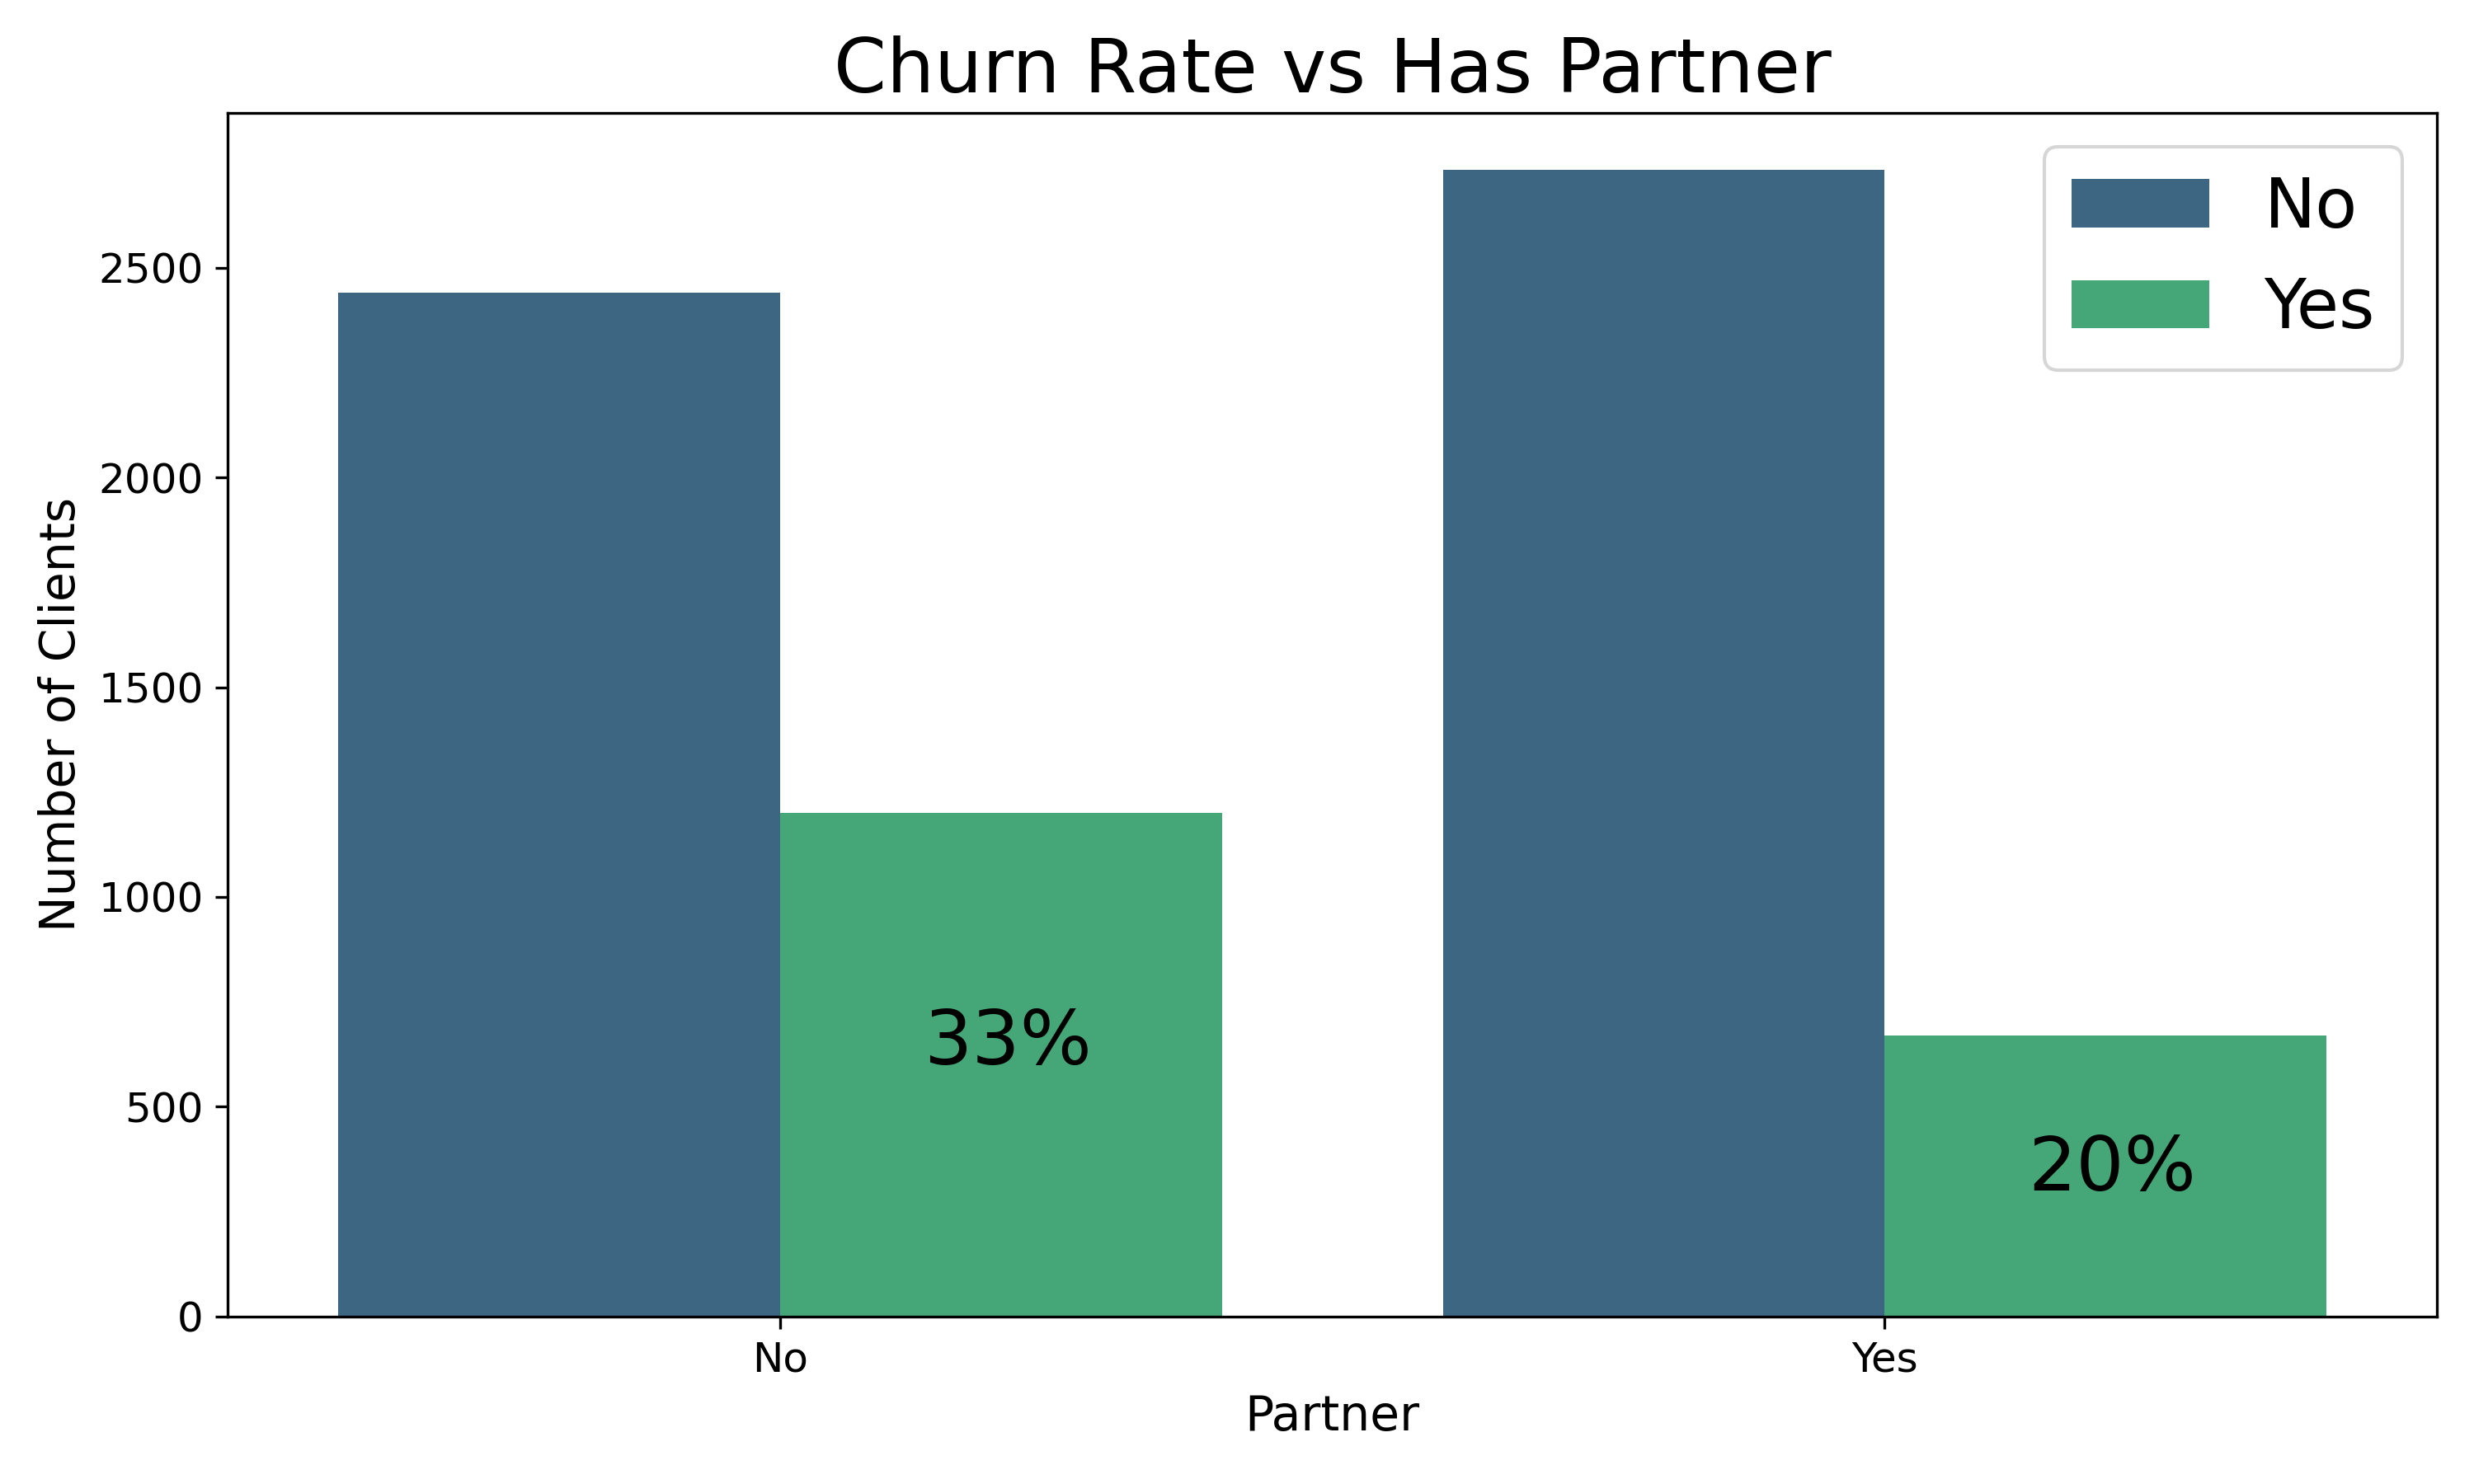 Churn Rate vs Has Partner
No
Yes
2500
2000
1500
1000
500
0
Number of Clients
33%
20%
No
Yes
Partner